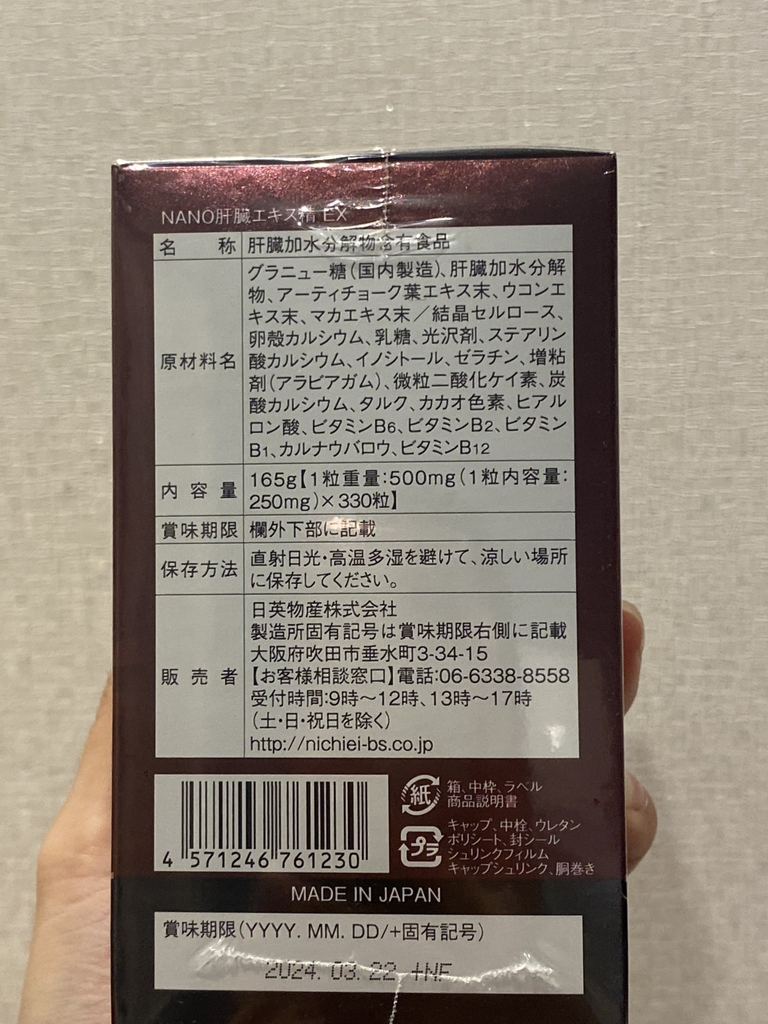 NANO肝臓エキス精 EX
名称 肝臓加水分解物含有食品
原材料名
グラニュー糖(国内製造)、肝臓加水分解
物、アーティチョーク葉エキス末、ウコンエ
キス末、マカエキス末／結晶セルロース、
卵殻カルシウム、乳糖、光沢剤、ステアリン
酸カルシウム、イノシトール、ゼラチン、増粘
剤(アラビアガム)、微粒二酸化ケイ素、炭
酸カルシウム、タルク、カカオ色素、ヒアル
ロン酸、ビタミンB6、ビタミンB2、ビタミン
B1、カルナウバロウ、ビタミンB12
内容量
165g【1粒重量:500mg(1粒内容量:
250mg)×330粒】
賞味期限 欄外下部に記載
保存方法
直射日光・高温多湿を避けて、涼しい場所
に保存してください。
販売者
日英物産株式会社
製造所固有記号は賞味期限右側に記載
大阪府吹田市垂水町3-34-15
【お客様相談窓口】電話:06-6338-8558
受付時間:9時～12時、13時～17時
(土・日・祝日を除く)
http://nichiei-bs.co.jp
4 571246 761230
紙
箱、中枠、ラベル
商品説明書
プラ
キャップ、中栓、ウレタン
ポリシート、封シール
シュリンクフィルム
キャップシュリンク、胴巻き
MADE IN JAPAN
賞味期限(YYYY. MM. DD/+固有記号)
2024. 03. 22 +NF